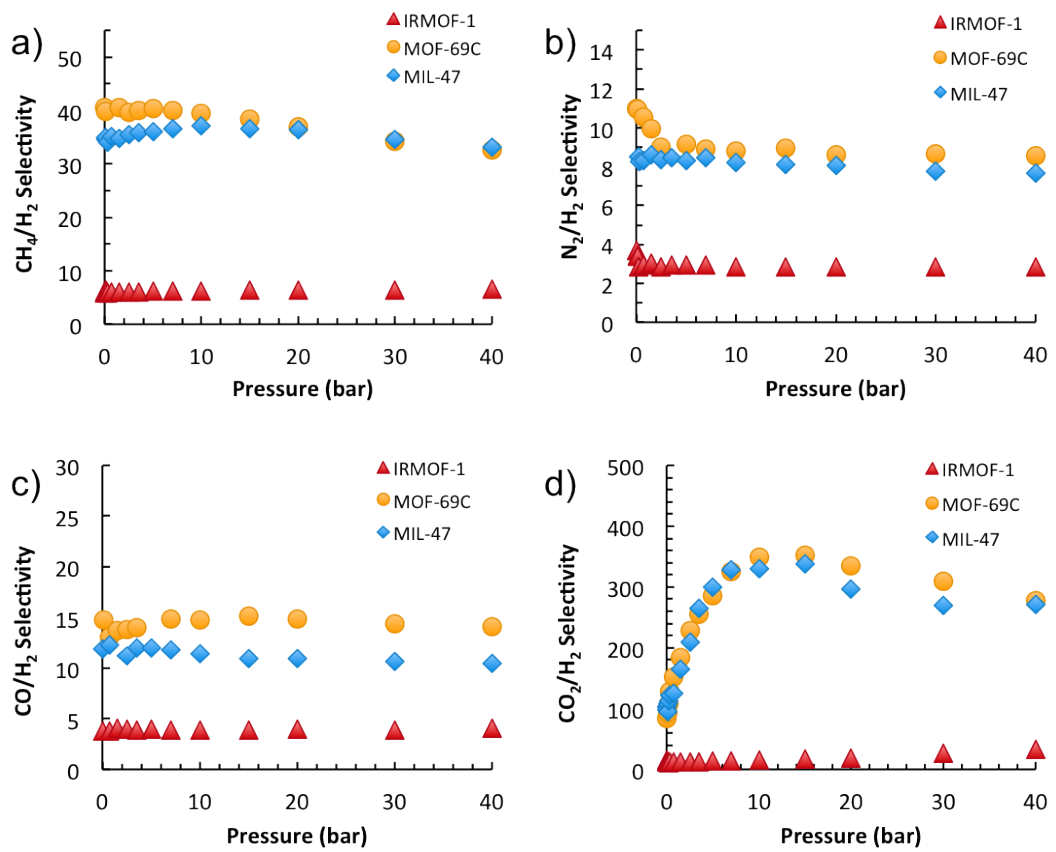 a)
IRMOF-1
MOF-69C
MIL-47
CH4/H2 Selectivity
50
40
30
20
10
0
0 10 20 30 40
Pressure (bar)
b)
IRMOF-1
MOF-69C
MIL-47
N2/H2 Selectivity
14
12
10
8
6
4
2
0
0 10 20 30 40
Pressure (bar)
c)
IRMOF-1
MOF-69C
MIL-47
CO/H2 Selectivity
30
25
20
15
10
5
0
0 10 20 30 40
Pressure (bar)
d)
IRMOF-1
MOF-69C
MIL-47
CO2/H2 Selectivity
500
400
300
200
100
0
0 10 20 30 40
Pressure (bar)